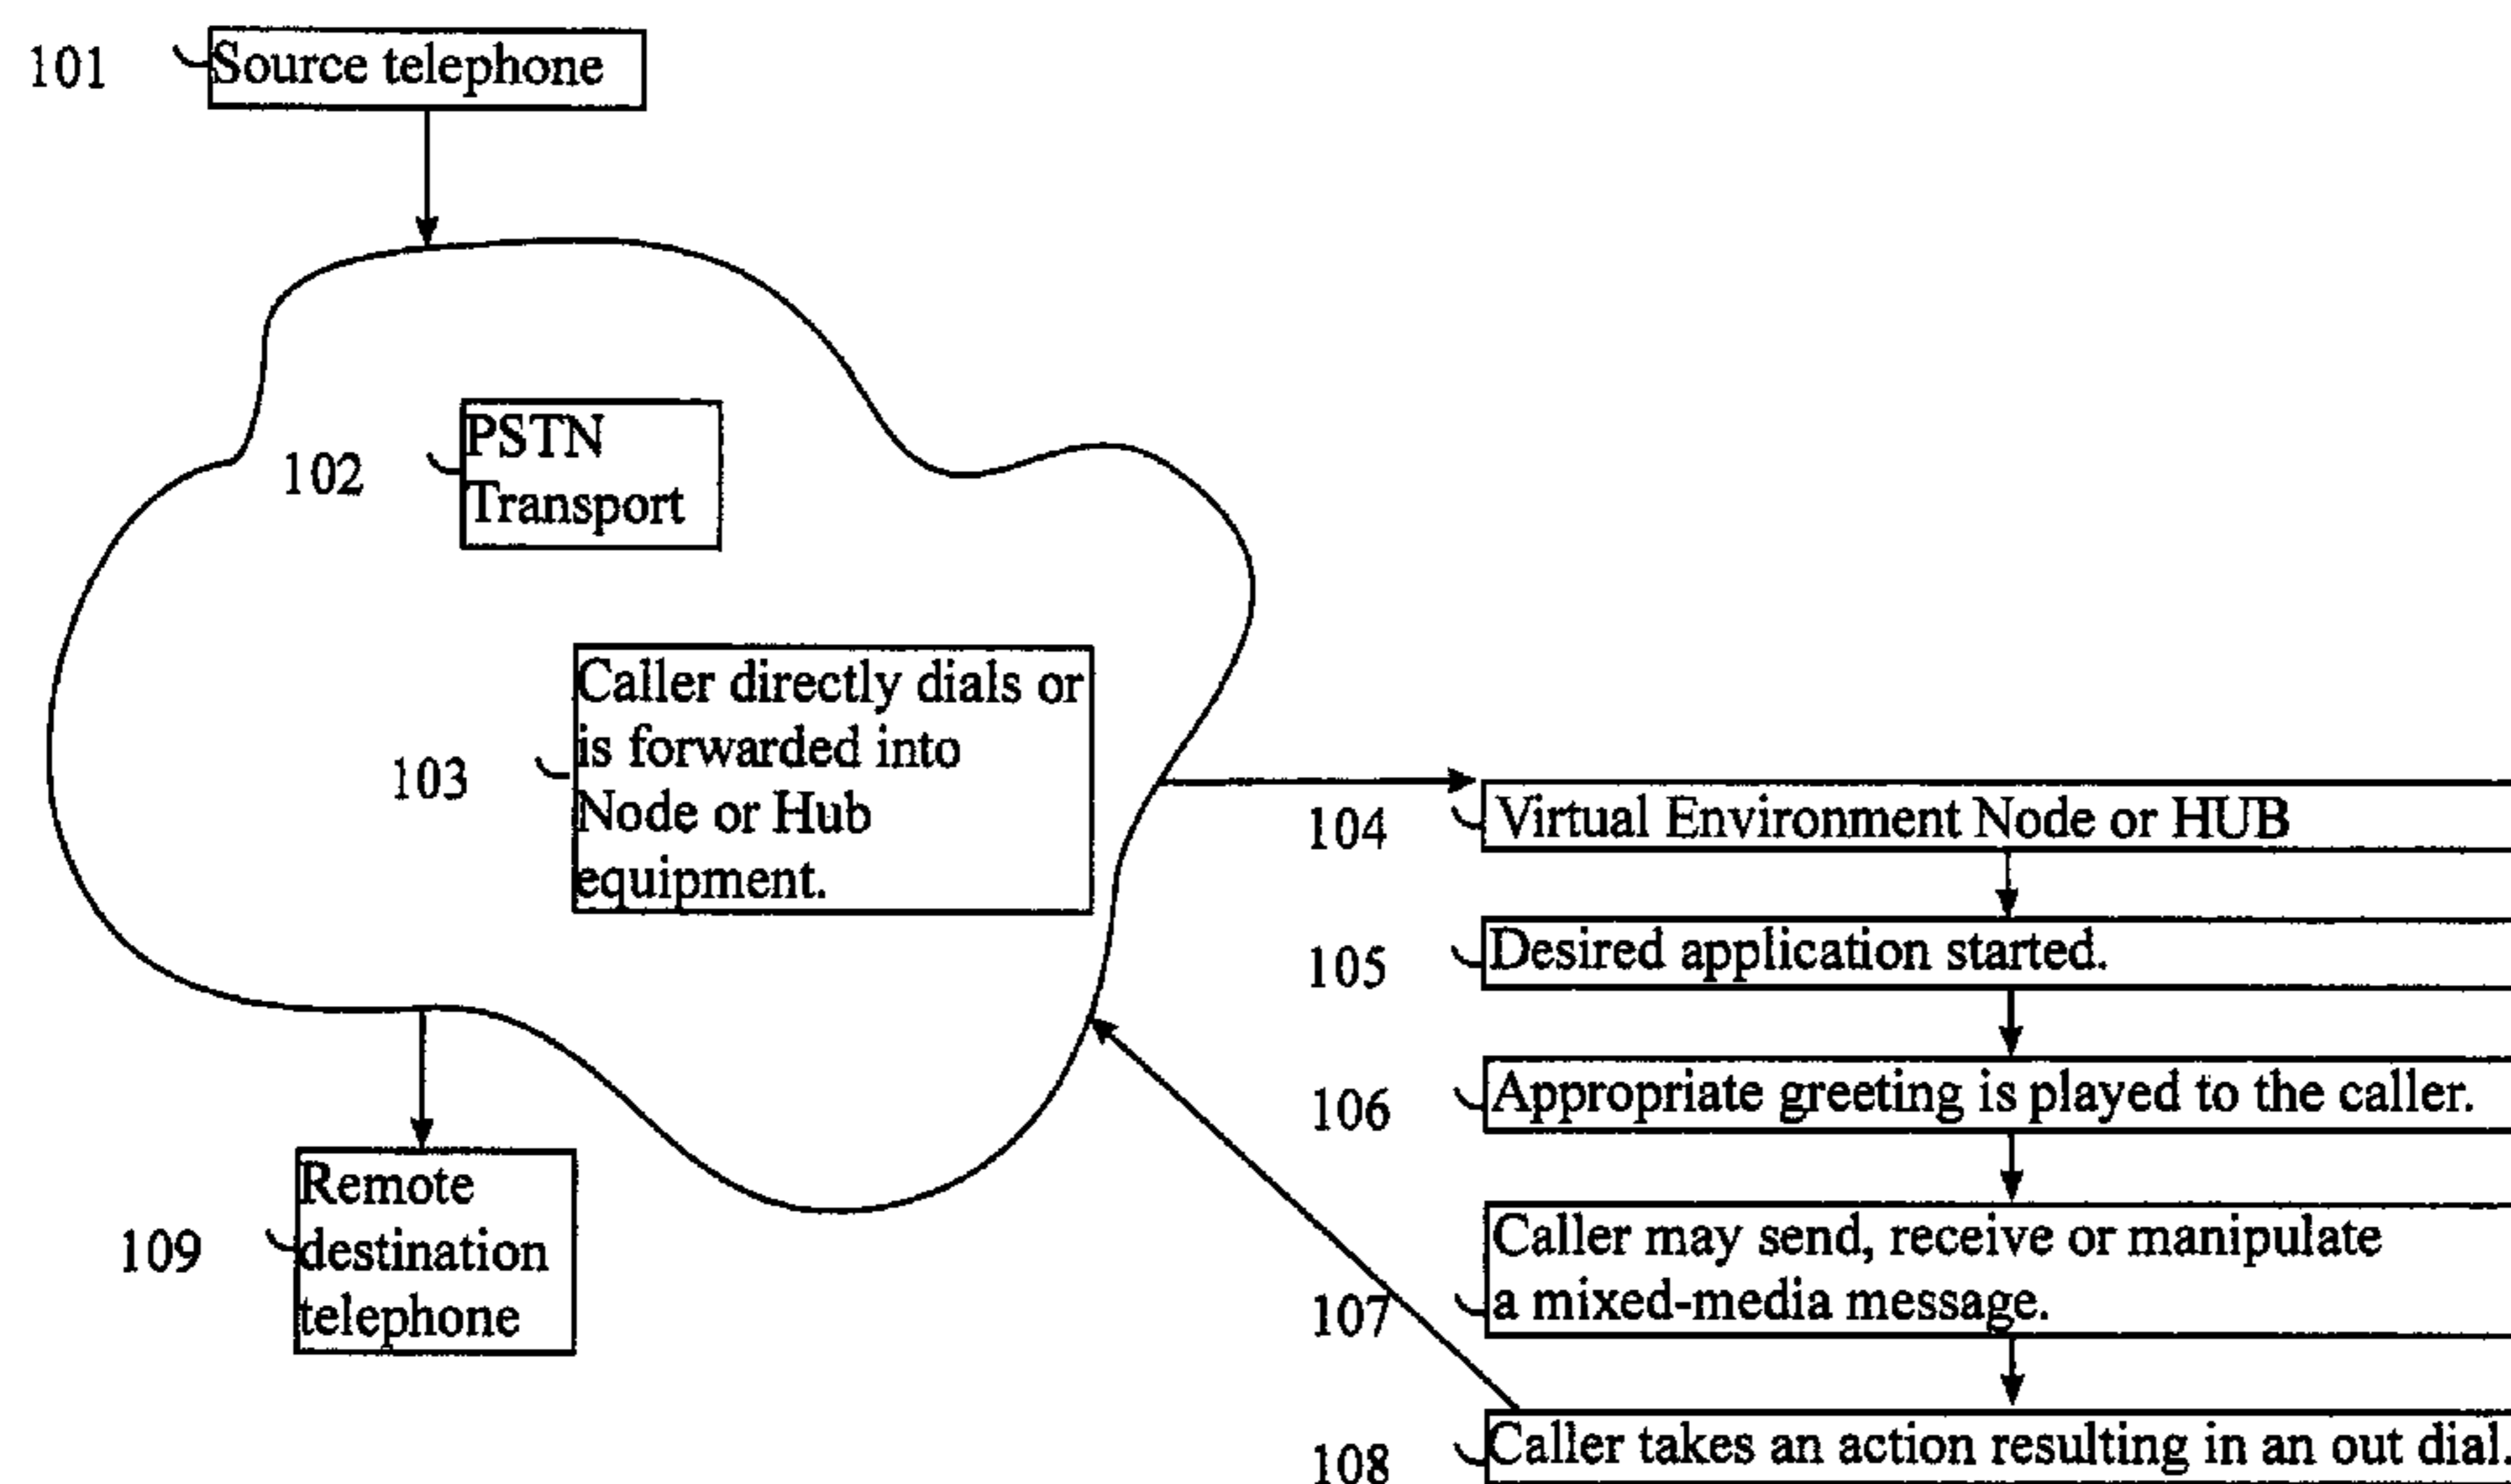 101
Source telephone
102
PSTN
Transport
103
Caller directly dials or
is forwarded into
Node or Hub
equipment.
104
Virtual Environment Node or HUB
105
Desired application started.
106
Appropriate greeting is played to the caller.
107
Caller may send, receive or manipulate
a mixed-media message.
108
Caller takes an action resulting in an out dial.
109
Remote
destination
telephone